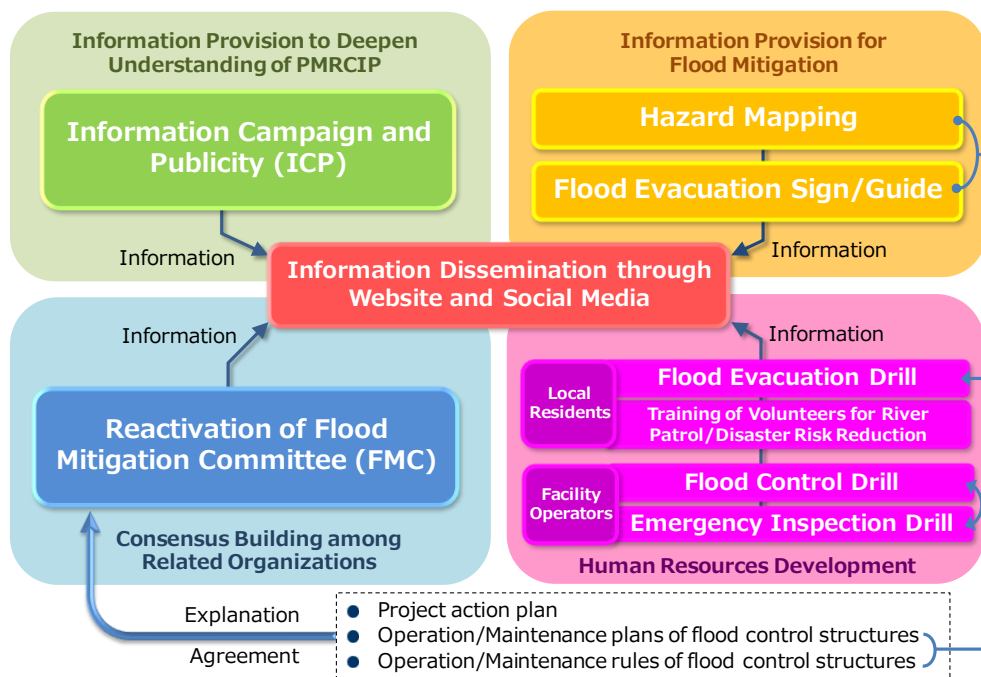 Information Provision to Deepen
Understanding of PMRCIP
Information Campaign and
Publicity (ICP)
Information
Information Provision for
Flood Mitigation
Hazard Mapping
Flood Evacuation Sign/Guide
Information
Information Dissemination through
Website and Social Media
Information
Reactivation of Flood
Mitigation Committee (FMC)
Consensus Building among
Related Organizations
Information
Local
Residents
Flood Evacuation Drill
Training of Volunteers for River
Patrol/Disaster Risk Reduction
Facility
Operators
Flood Control Drill
Emergency Inspection Drill
Human Resources Development
Explanation
Agreement
● Project action plan
● Operation/Maintenance plans of flood control structures
● Operation/Maintenance rules of flood control structures